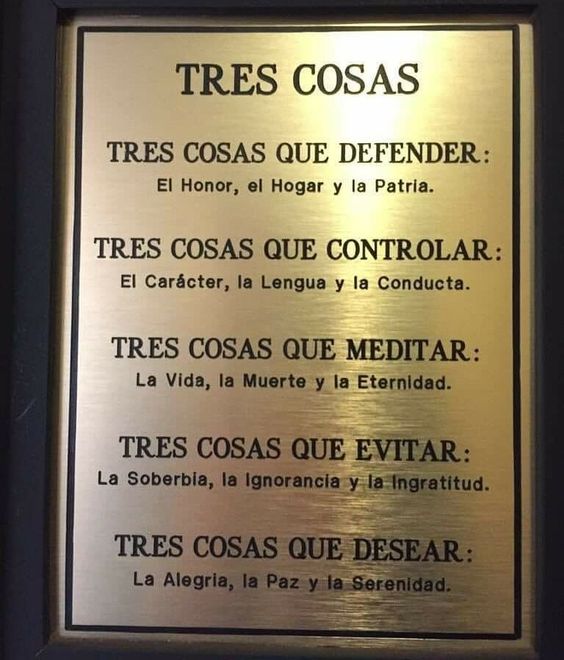 TRES COSAS
TRES COSAS QUE DEFENDER:
El Honor, el Hogar y la Patria.
TRES COSAS QUE CONTROLAR:
El Carácter, la Lengua y la Conducta.
TRES COSAS QUE MEDITAR:
La Vida, la Muerte y la Eternidad.
TRES COSAS QUE EVITAR:
La Soberbia, la Ignorancia y la Ingratitud.
TRES COSAS QUE DESEAR:
La Alegria, la Paz y la Serenidad.